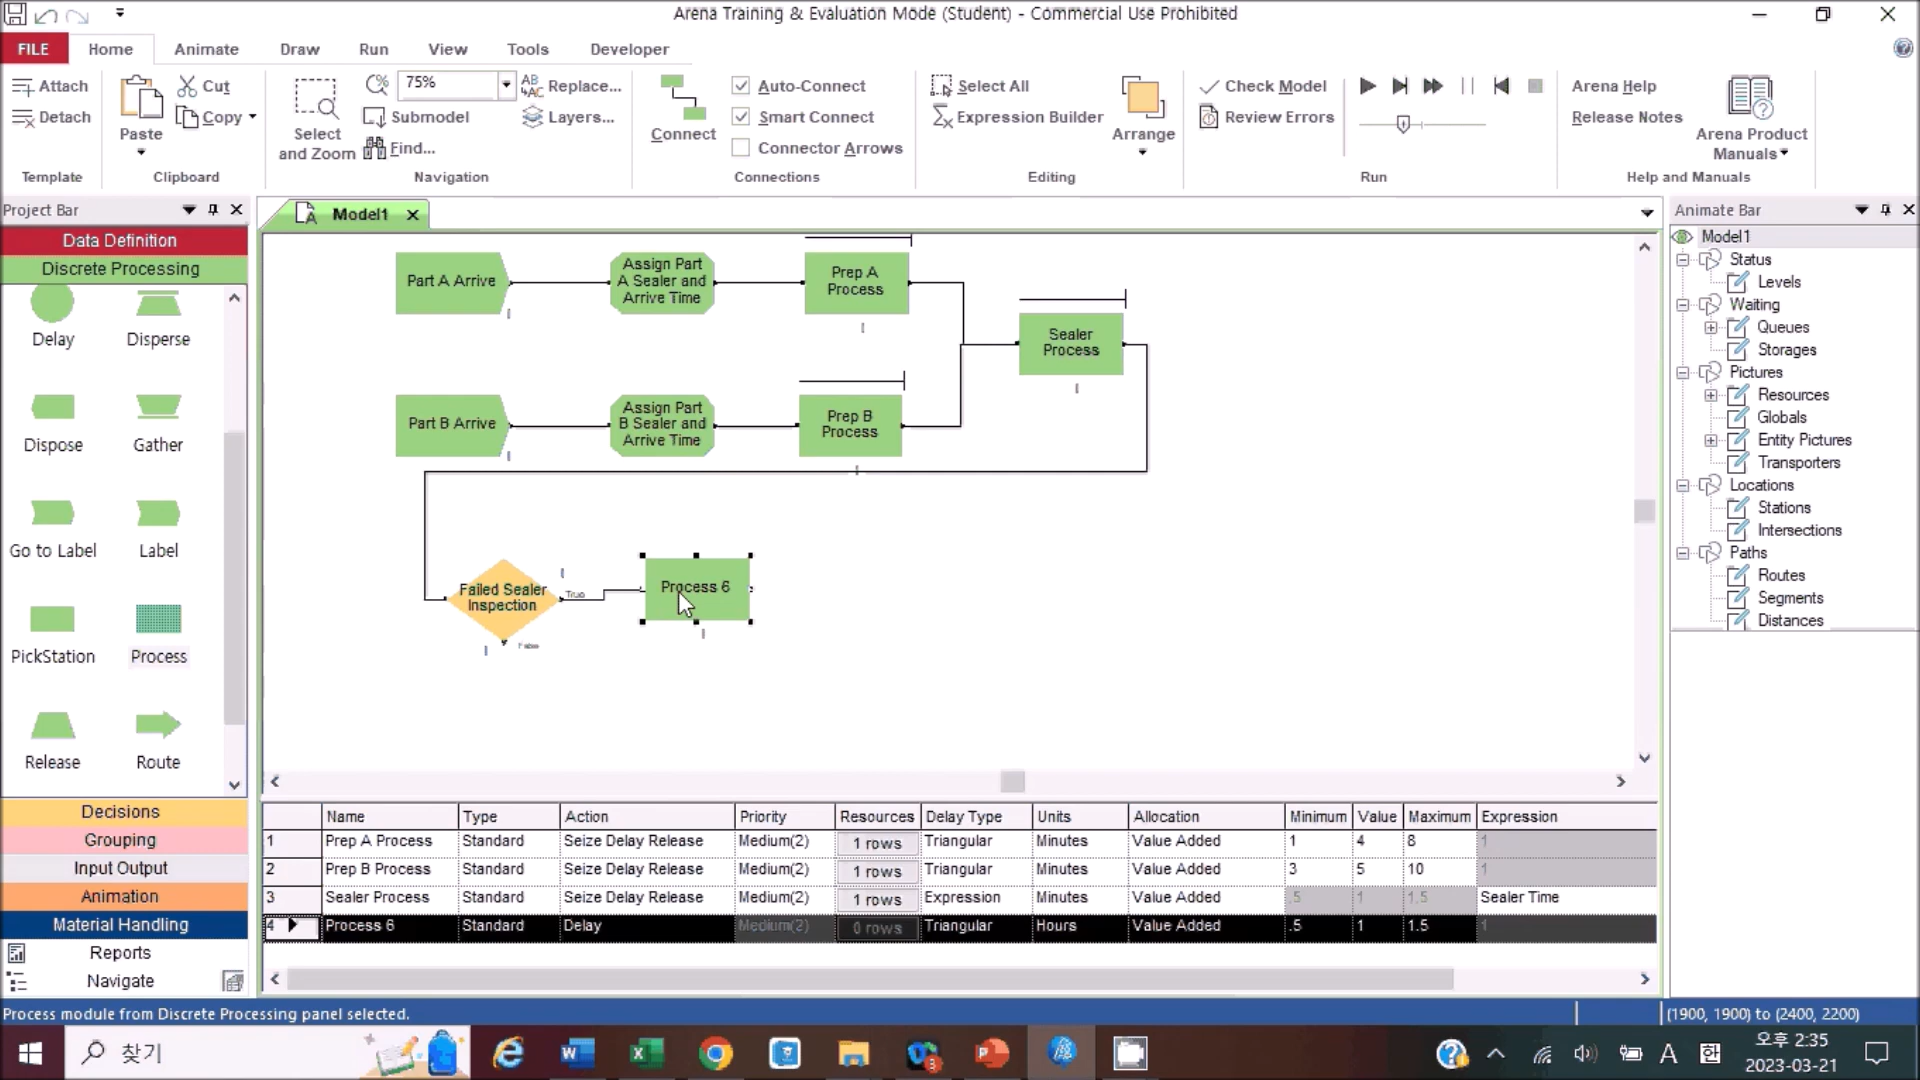 Arena Training & Evaluation Mode (Student) - Commercial Use Prohibited
FILE Home Animate Draw Run View Tools Developer
Attach
Detach
Template
Paste
Cut
Copy
Clipboard
Select
and Zoom
75%
Submodel
Find...
Replace...
Layers...
Navigation
Connect
Auto-Connect
Smart Connect
Connector Arrows
Connections
Select All
Expression Builder
Arrange
Editing
Check Model
Review Errors
Run
Arena Help
Release Notes
Arena Product
Manuals
Help and Manuals
Project Bar
Data Definition
Discrete Processing
Delay Disperse
Dispose Gather
Go to Label Label
PickStation Process
Release Route
Decisions
Grouping
Input Output
Animation
Material Handling
Reports
Navigate
Model1
Part A Arrive
Assign Part
A Sealer and
Arrive Time
Prep A
Process
Sealer
Process
Part B Arrive
Assign Part
B Sealer and
Arrive Time
Prep B
Process
Failed Sealer
Inspection
True
False
Process 6
Name Type Action Priority Resources Delay Type Units Allocation Minimum Value Maximum Expression
1 Prep A Process Standard Seize Delay Release Medium(2) 1 rows Triangular Minutes Value Added 1 4 8 1
2 Prep B Process Standard Seize Delay Release Medium(2) 1 rows Triangular Minutes Value Added 3 5 10 1
3 Sealer Process Standard Seize Delay Release Medium(2) 1 rows Expression Minutes Value Added .5 1 1.5 Sealer Time
4 Process 6 Standard Delay Medium(2) 0 rows Triangular Hours Value Added .5 1 1.5 1
Animate Bar
Model1
Status
Levels
Waiting
Queues
Storages
Pictures
Resources
Globals
Entity Pictures
Transporters
Locations
Stations
Intersections
Paths
Routes
Segments
Distances
Process module from Discrete Processing panel selected.
(1900, 1900) to (2400, 2200)
찾기
3
A 한
오후 2:35
2023-03-21